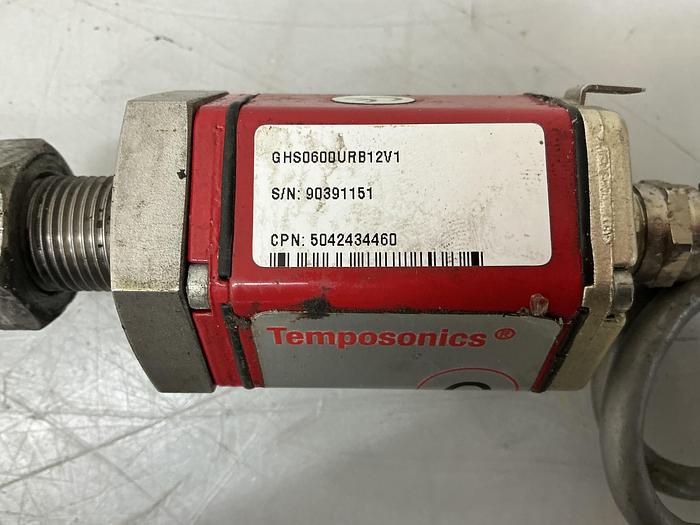 GHS0600URB12V1
S/N: 90391151
CPN: 5042434460
Temposonics®